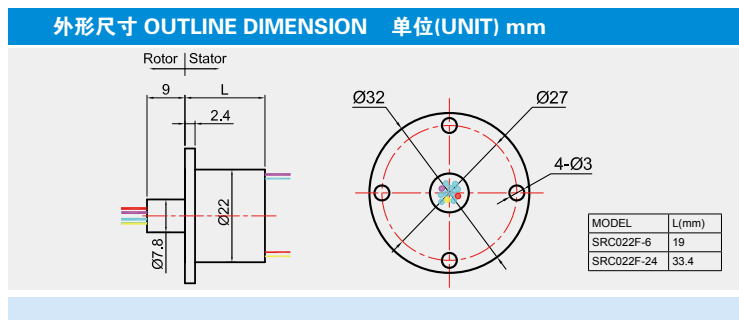 外形尺寸 OUTLINE DIMENSION 单位(UNIT) mm
Rotor Stator
9 L
2.4
Ø22
Ø7.8
Ø32 Ø27
4-Ø3
MODEL L(mm)
SRC022F-6 19
SRC022F-24 33.4